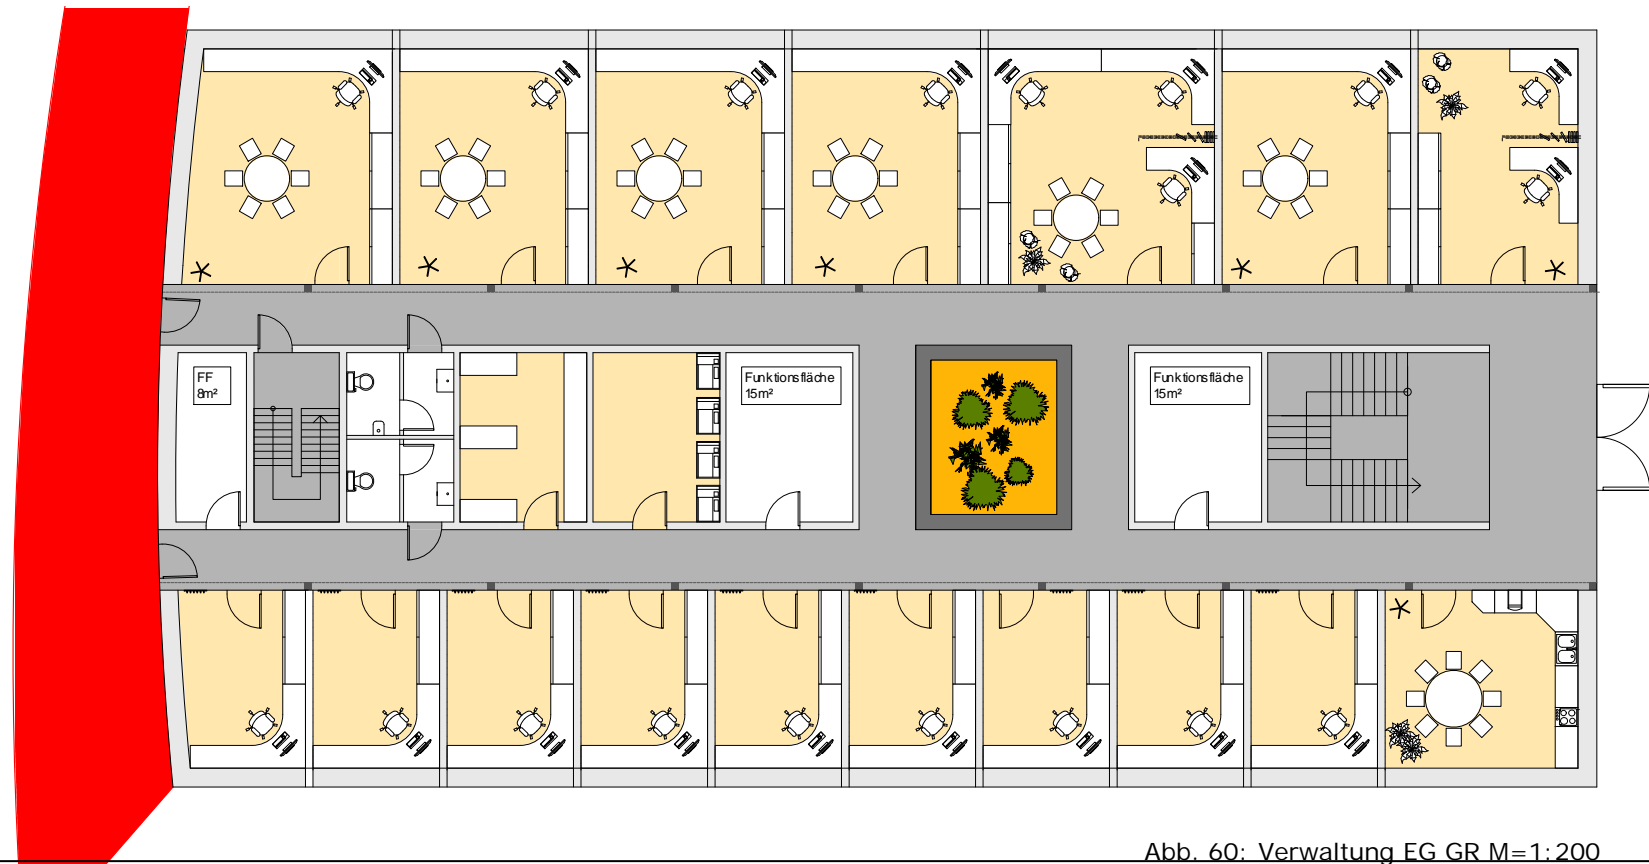 FF
8m²
Funktionsfläche
15m²
Funktionsfläche
15m²
Abb. 60: Verwaltung EG GR M=1:200